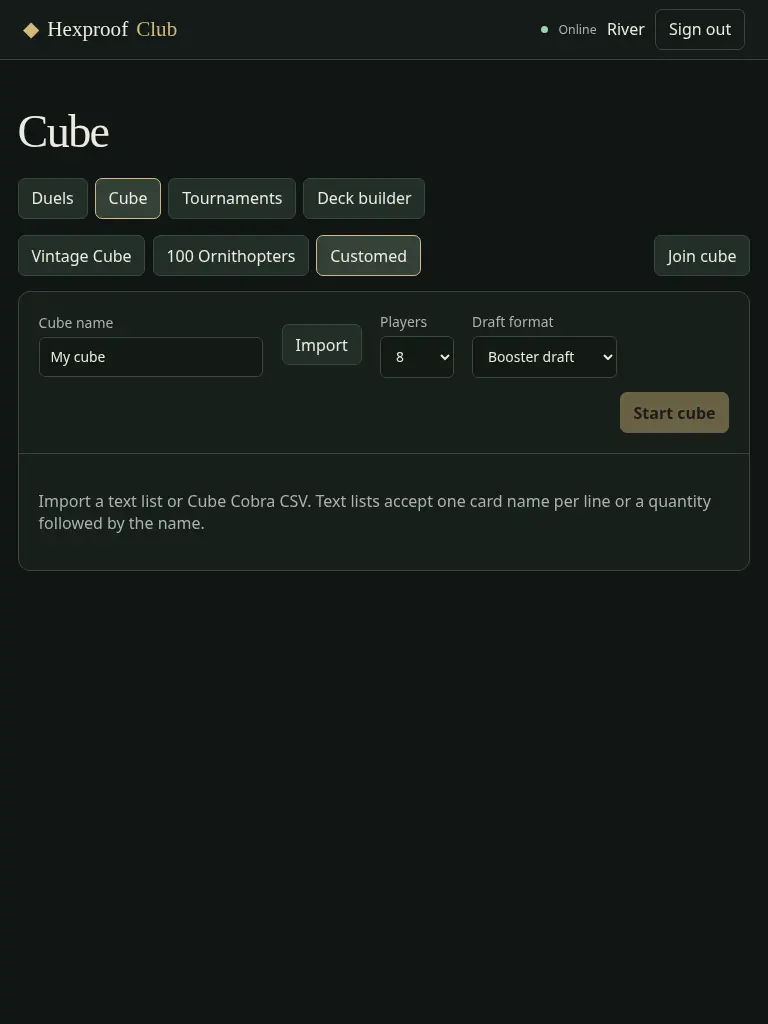 Hexproof Club
Online River Sign out
Cube
Duels Cube Tournaments Deck builder
Vintage Cube 100 Ornithopters Customed Join cube
Cube name Players Draft format
My cube Import 8 Booster draft
Start cube
Import a text list or Cube Cobra CSV. Text lists accept one card name per line or a quantity
followed by the name.